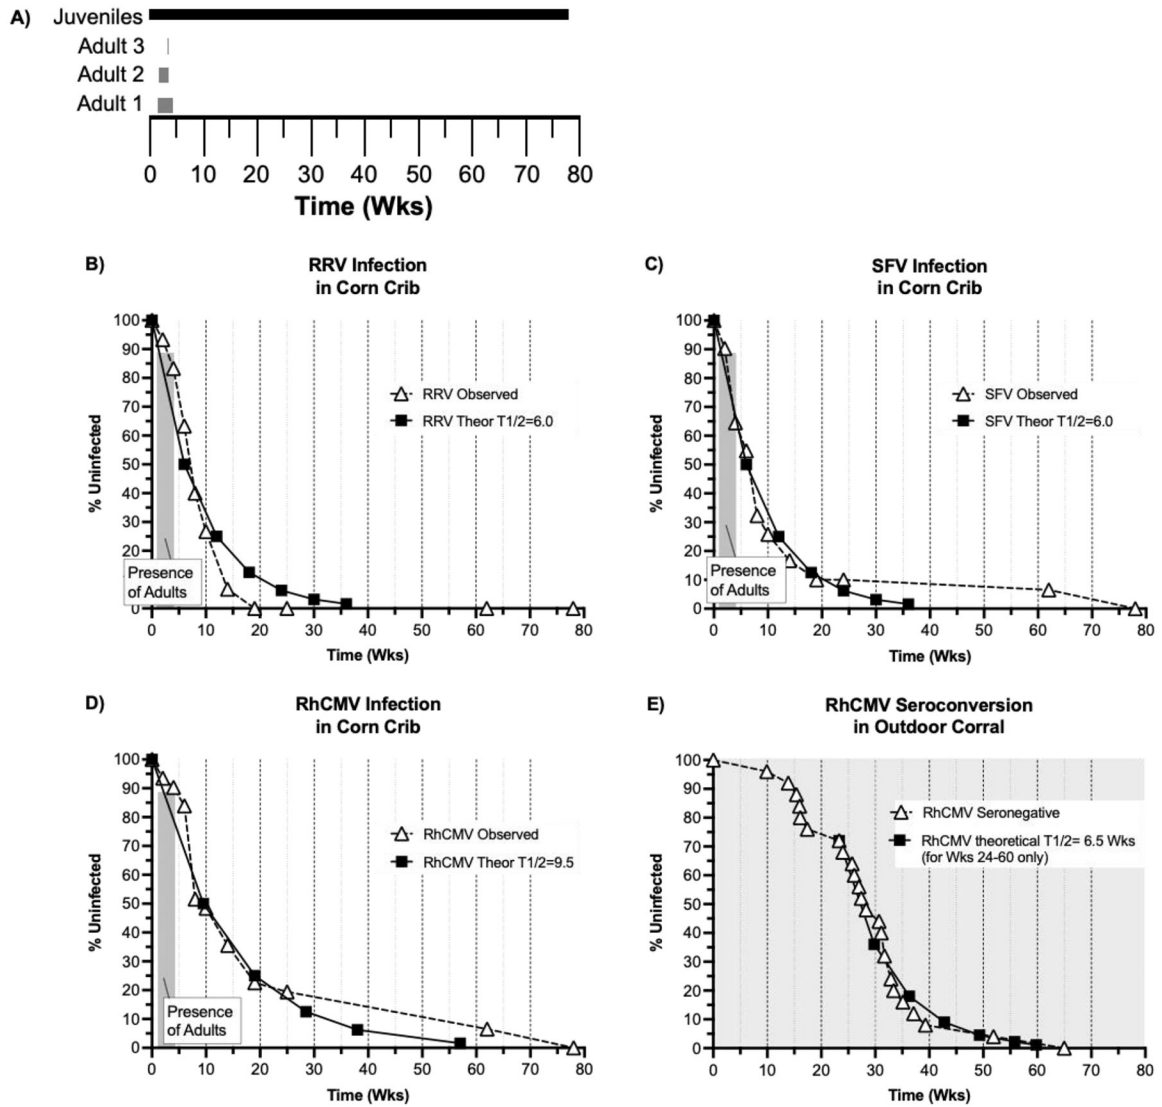 A)
Juveniles
Adult 3
Adult 2
Adult 1
0 10 20 30 40 50 60 70 80
Time (Wks)
B)
RRV Infection
in Corn Crib
100
90
80
70
60
50
40
30
20
0
% Uninfected
RRV Observed
RRV Theor T1/2=6.0
Presence
of Adults
0 10 20 30 40 50 60 70 80
Time (Wks)
C)
SFV Infection
in Corn Crib
100
90
80
70
60
50
40
30
20
10
0
% Uninfected
SFV Observed
SFV Theor T1/2=6.0
Presence
of Adults
0 10 20 30 40 50 60 70 80
Time (Wks)
D)
RhCMV Infection
in Corn Crib
100
90
80
70
60
50
40
30
20
10
0
% Uninfected
RhCMV Observed
RhCMV Theor T1/2=9.5
Presence
of Adults
0 10 20 30 40 50 60 70 80
Time (Wks)
E)
RhCMV Seroconversion
in Outdoor Corral
100
90
80
70
60
50
40
30
20
10
0
% Uninfected
RhCMV Seronegative
RhCMV theoretical T1/2= 6.5 Wks
(for Wks 24-60 only)
0 10 20 30 40 50 60 70 80
Time (Wks)